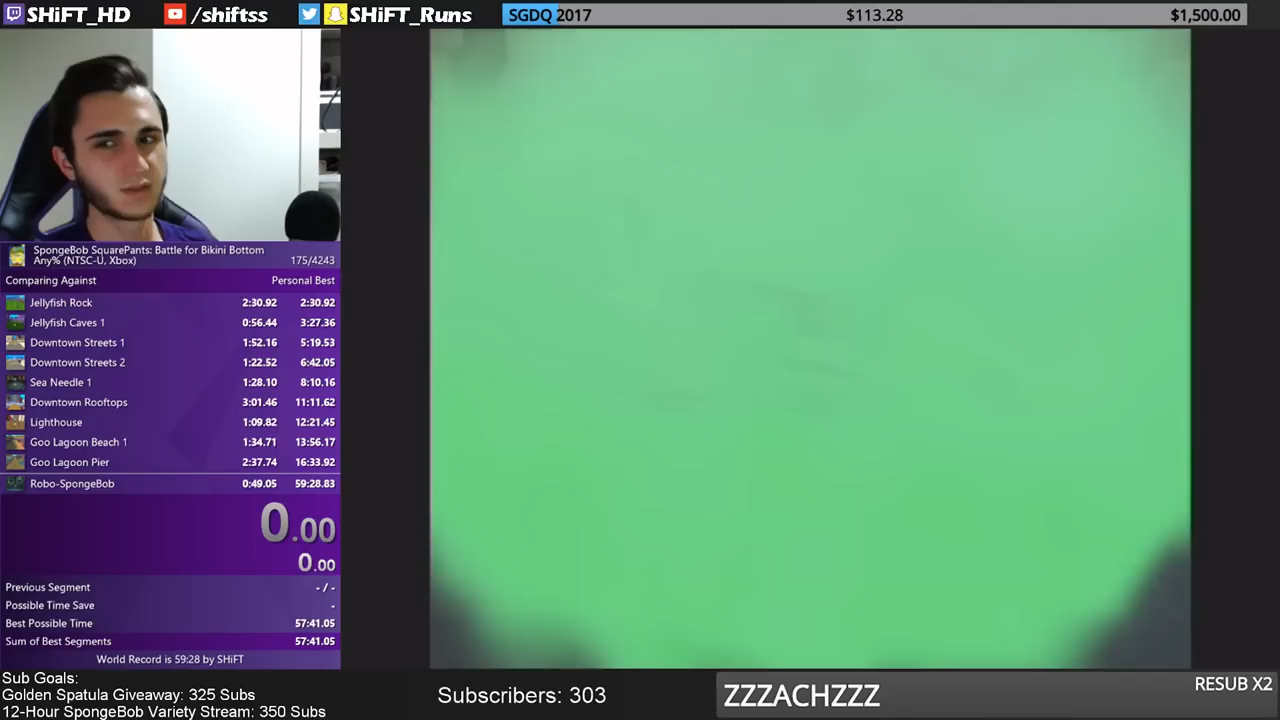 SHiFT_HD /shiftss SHiFT_Runs SGDQ 2017 $113.28 $1,500.00
SpongeBob SquarePants: Battle for Bikini Bottom
Any% (NTSC-U, Xbox) 175/4243
Comparing Against Personal Best
Jellyfish Rock 2:30.92 2:30.92
Jellyfish Caves 1 0:56.44 3:27.36
Downtown Streets 1 1:52.16 5:19.53
Downtown Streets 2 1:22.52 6:42.05
Sea Needle 1 1:28.10 8:10.16
Downtown Rooftops 3:01.46 11:11.62
Lighthouse 1:09.82 12:21.45
Goo Lagoon Beach 1 1:34.71 13:56.17
Goo Lagoon Pier 2:37.74 16:33.92
Robo-SpongeBob 0:49.05 59:28.83
0.00
0.00
Previous Segment - / -
Possible Time Save -
Best Possible Time 57:41.05
Sum of Best Segments 57:41.05
World Record is 59:28 by SHiFT
Sub Goals:
Golden Spatula Giveaway: 325 Subs
12-Hour SpongeBob Variety Stream: 350 Subs
Subscribers: 303
ZZZACHZZZ
RESUB X2